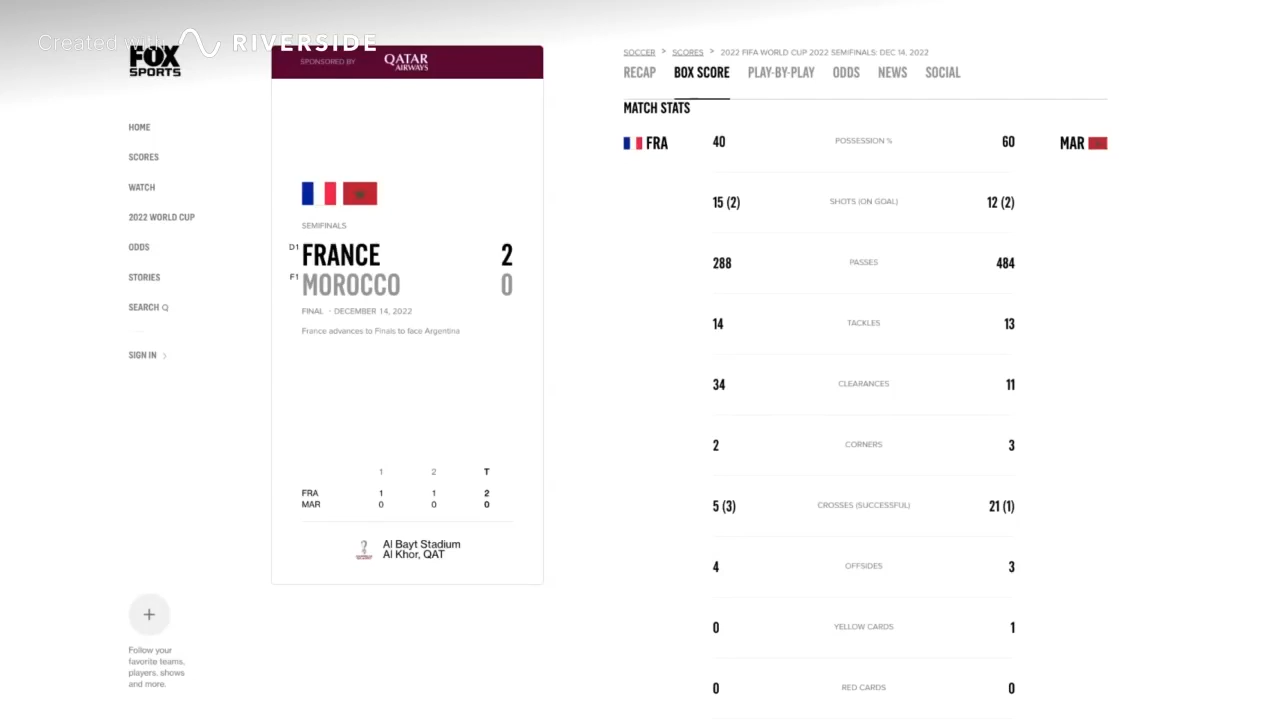 Created with RIVERSIDE
FOX
SPORTS
HOME
SCORES
WATCH
2022 WORLD CUP
ODDS
STORIES
SEARCH
SIGN IN
Follow your
favorite teams,
players, shows
and more.
SPONSORED BY QATAR
AIRWAYS
SEMIFINALS
D1 FRANCE 2
F1 MOROCCO 0
FINAL · DECEMBER 14, 2022
France advances to Finals to face Argentina
1 2 T
FRA 1 1 2
MAR 0 0 0
Al Bayt Stadium
Al Khor, QAT
SOCCER > SCORES > 2022 FIFA WORLD CUP 2022 SEMIFINALS: DEC 14, 2022
RECAP BOX SCORE PLAY-BY-PLAY ODDS NEWS SOCIAL
MATCH STATS
FRA 40 POSSESSION % 60 MAR
15 (2) SHOTS (ON GOAL) 12 (2)
288 PASSES 484
14 TACKLES 13
34 CLEARANCES 11
2 CORNERS 3
5 (3) CROSSES (SUCCESSFUL) 21 (1)
4 OFFSIDES 3
0 YELLOW CARDS 1
0 RED CARDS 0